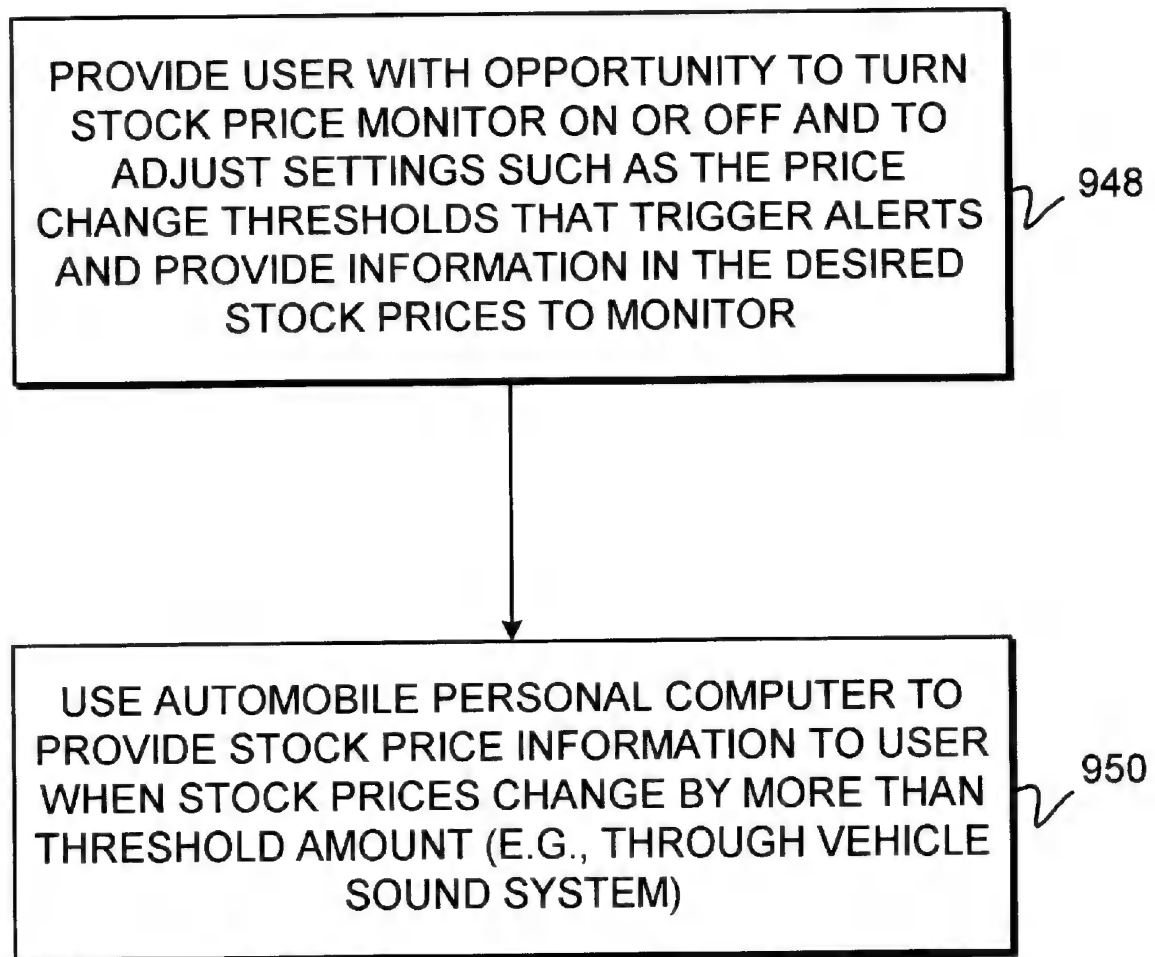 PROVIDE USER WITH OPPORTUNITY TO TURN
STOCK PRICE MONITOR ON OR OFF AND TO
ADJUST SETTINGS SUCH AS THE PRICE
CHANGE THRESHOLDS THAT TRIGGER ALERTS
AND PROVIDE INFORMATION IN THE DESIRED
STOCK PRICES TO MONITOR
948
USE AUTOMOBILE PERSONAL COMPUTER TO
PROVIDE STOCK PRICE INFORMATION TO USER
WHEN STOCK PRICES CHANGE BY MORE THAN
THRESHOLD AMOUNT (E.G., THROUGH VEHICLE
SOUND SYSTEM)
950